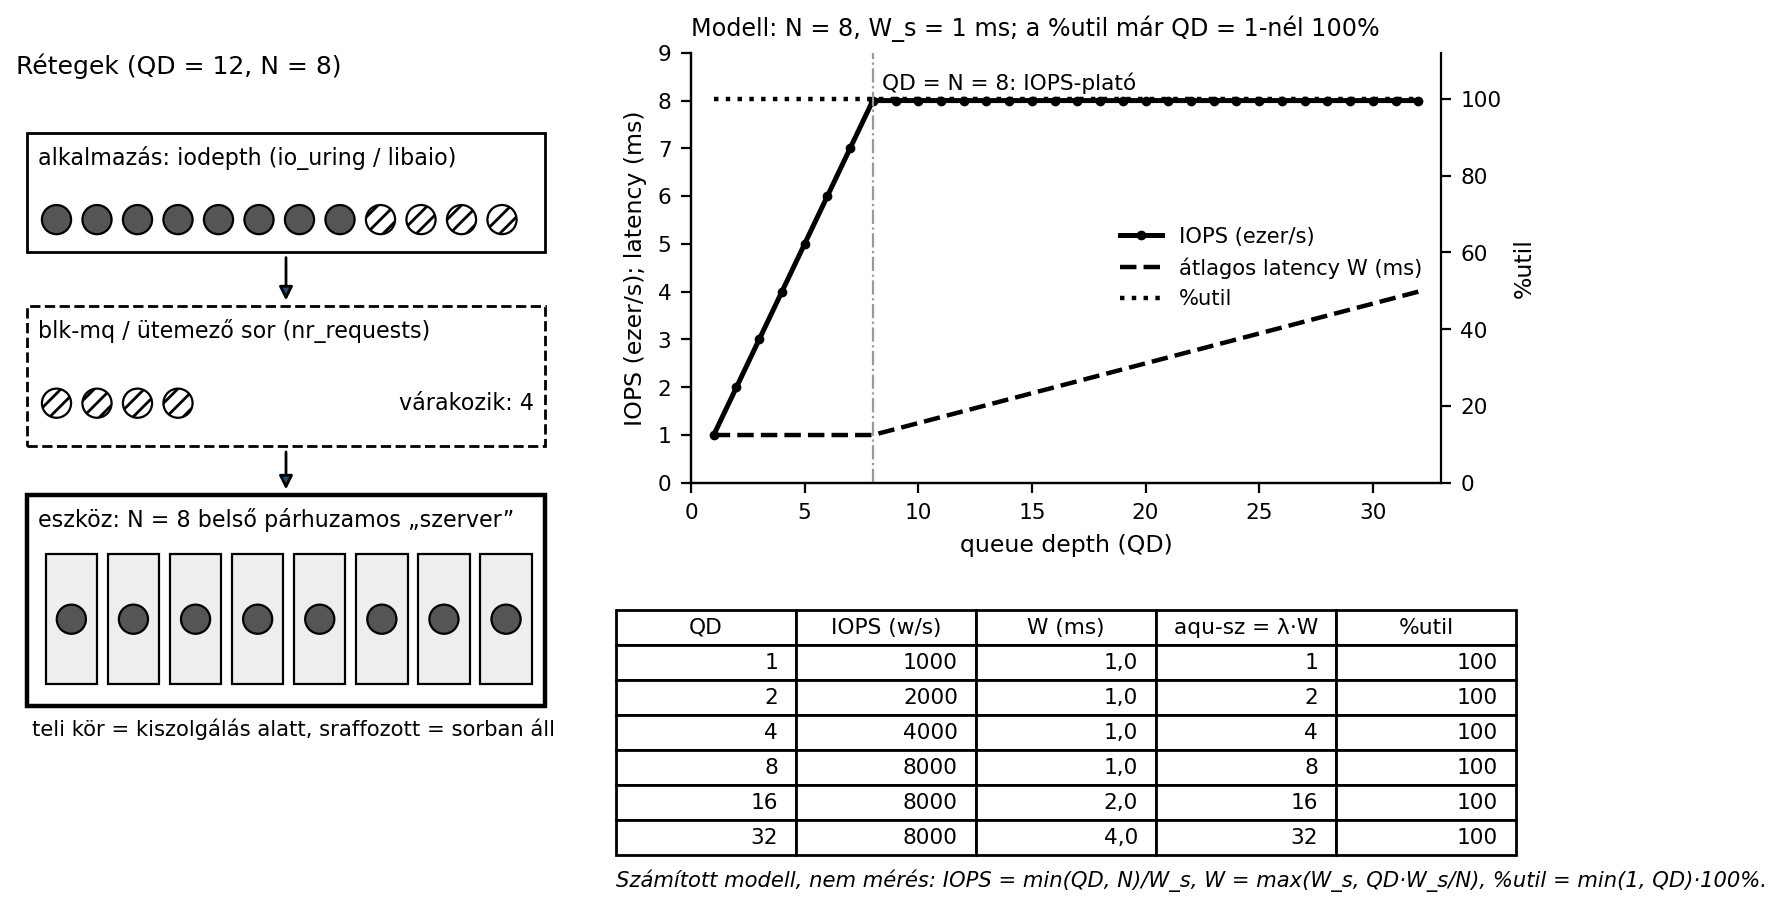 Rétegek (QD = 12, N = 8)
alkalmazás: iodepth (io_uring / libaio)
blk-mq / ütemező sor (nr_requests)
várakozik: 4
eszköz: N = 8 belső párhuzamos „szerver”
teli kör = kiszolgálás alatt, sraffozott = sorban áll
Modell: N = 8, W_s = 1 ms; a %util már QD = 1-nél 100%
QD = N = 8: IOPS-plató
IOPS (ezer/s); latency (ms)
9
8
7
6
5
4
3
2
1
0
IOPS (ezer/s)
átlagos latency W (ms)
%util
100
80
60
40
20
0
%util
0 5 10 15 20 25 30
queue depth (QD)
QD IOPS (w/s) W (ms) aqu-sz = λ·W %util
1 1000 1,0 1 100
2 2000 1,0 2 100
4 4000 1,0 4 100
8 8000 1,0 8 100
16 8000 2,0 16 100
32 8000 4,0 32 100
Számított modell, nem mérés: IOPS = min(QD, N)/W_s, W = max(W_s, QD·W_s/N), %util = min(1, QD)·100%.